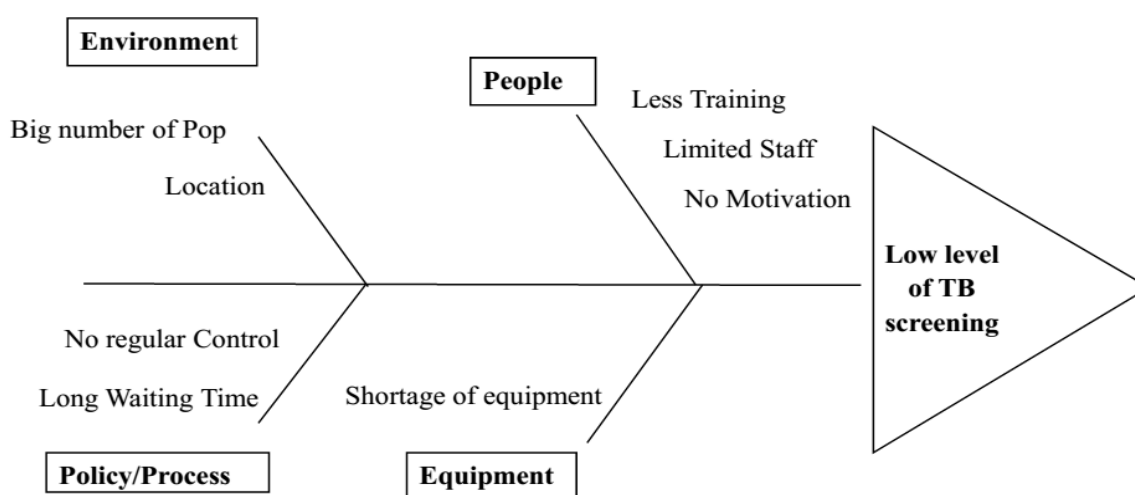 Environment
People
Less Training
Big number of Pop
Limited Staff
Location
No Motivation
Low level
of TB
screening
No regular Control
Long Waiting Time
Shortage of equipment
Policy/Process
Equipment